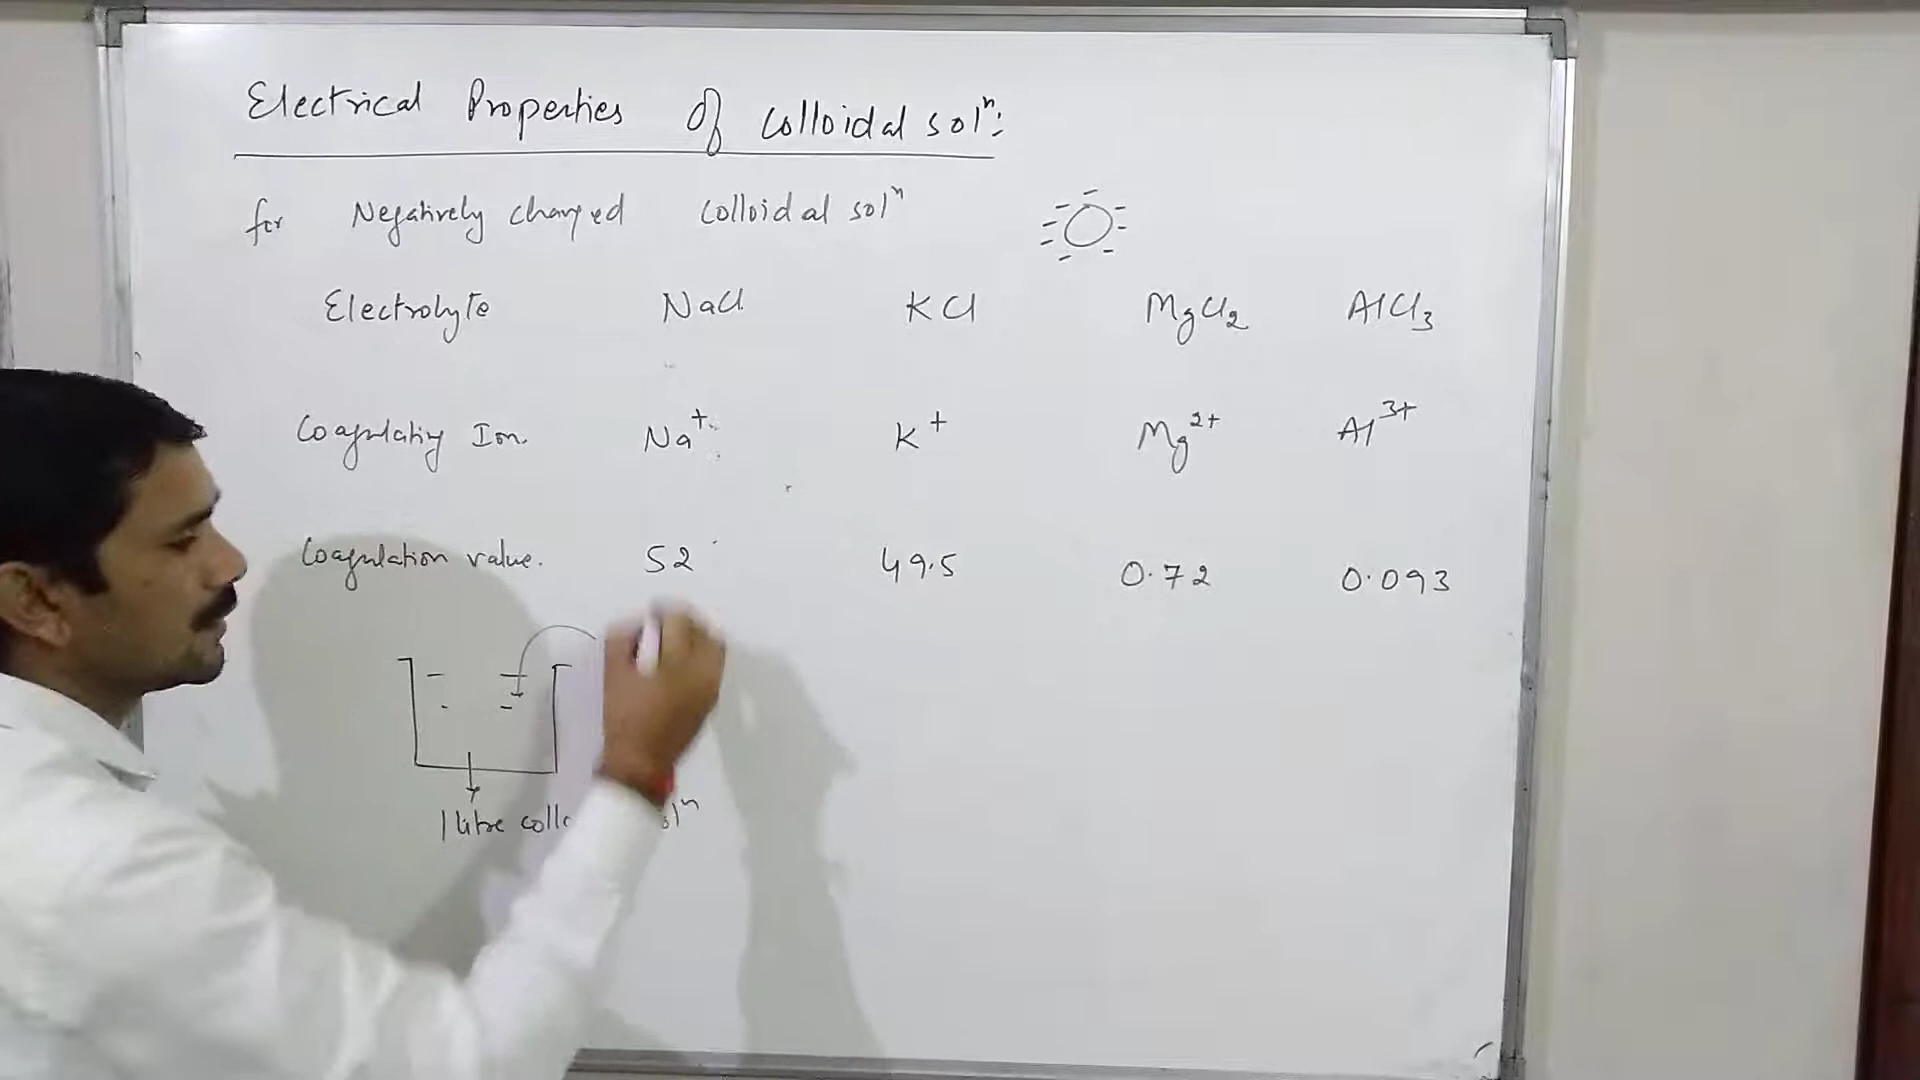 Electrical Properties of colloidal solⁿ:
for Negatively charged colloidal solⁿ
Electrolyte NaCl KCl MgCl₂ AlCl₃
Coagulating Ion. Na⁺ K⁺ Mg²⁺ Al³⁺
Coagulation value. 52 49.5 0.72 0.093
1 litre